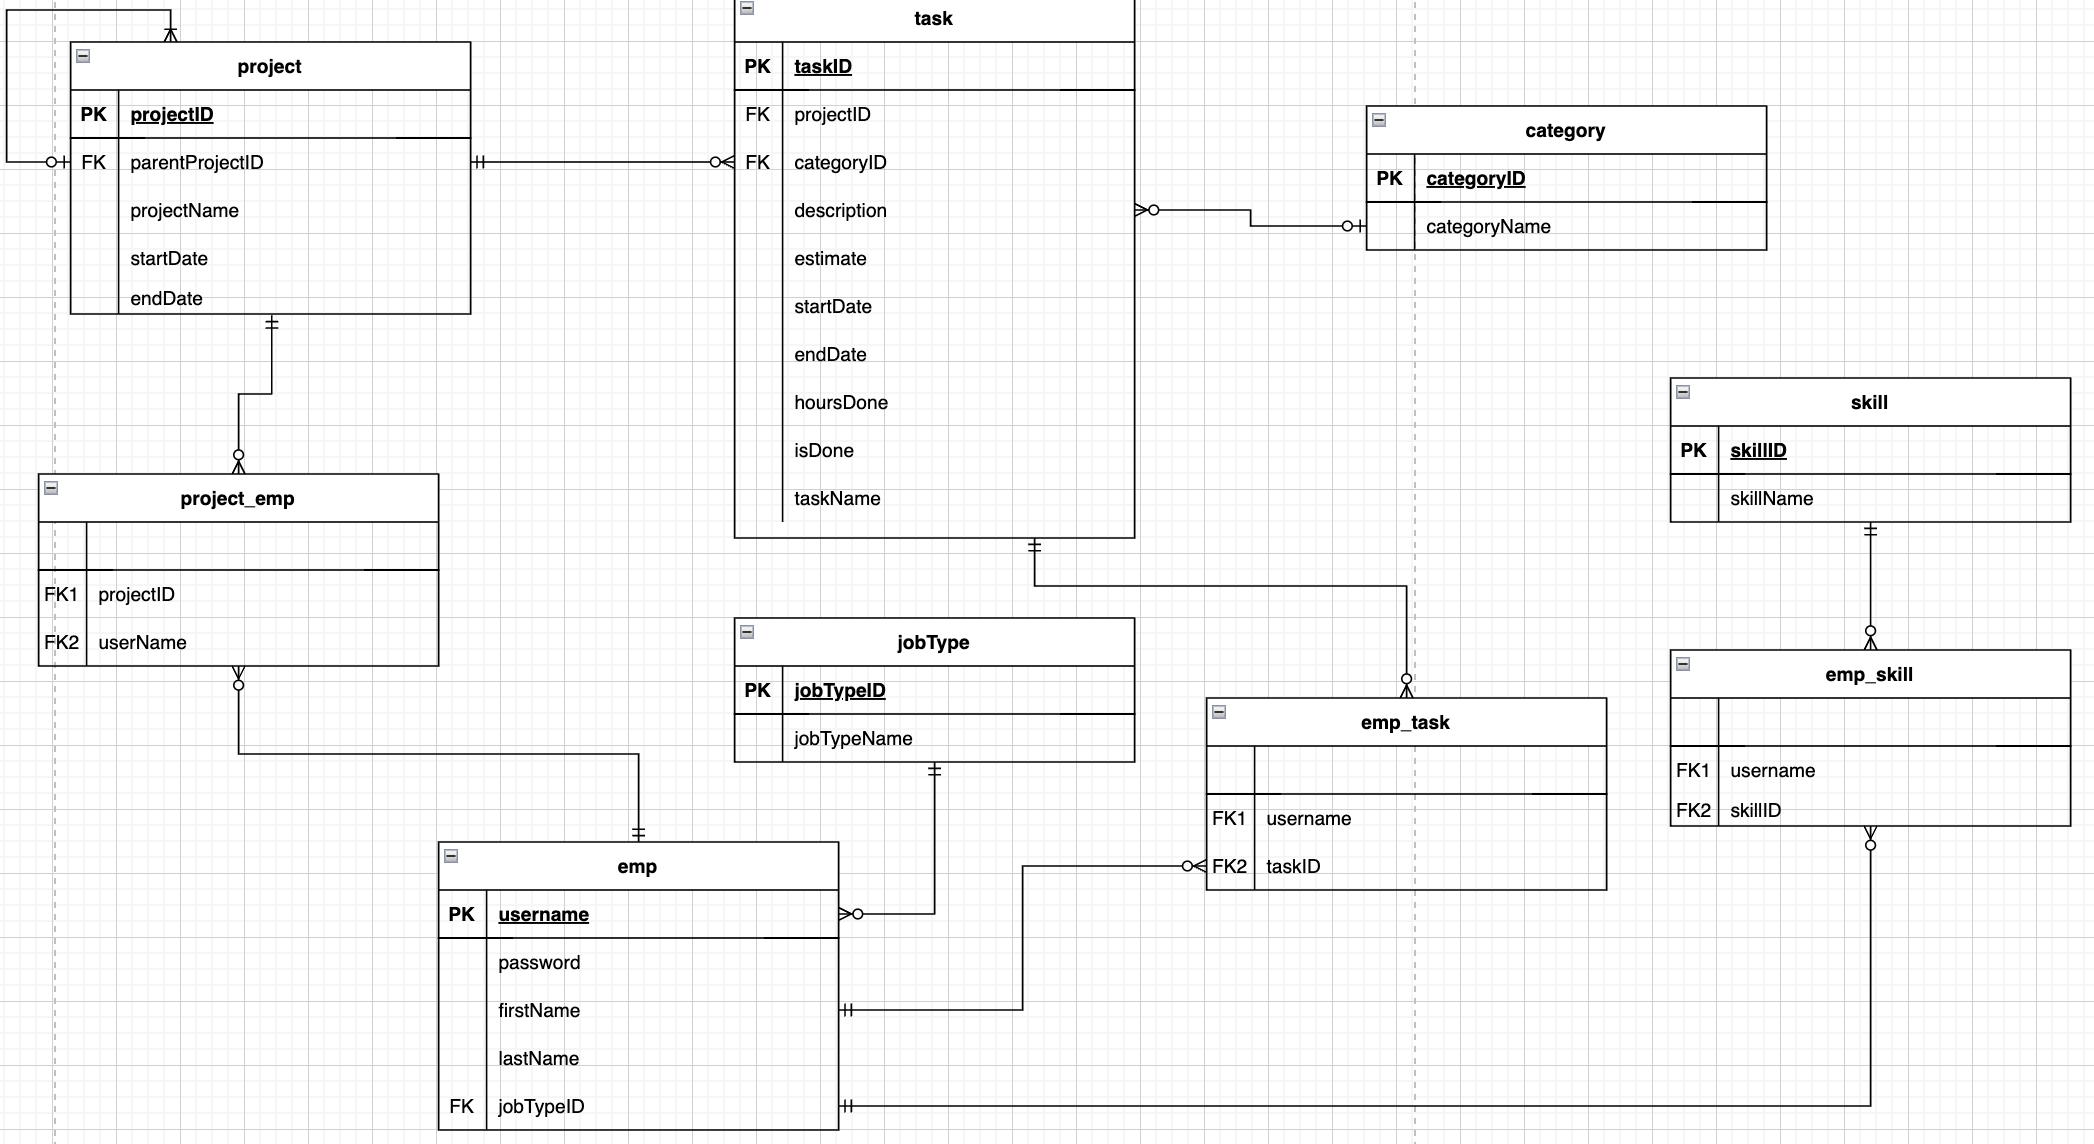 project
PK projectID
FK parentProjectID
projectName
startDate
endDate
task
PK taskID
FK projectID
FK categoryID
description
estimate
startDate
endDate
hoursDone
isDone
taskName
category
PK categoryID
categoryName
skill
PK skillID
skillName
project_emp
FK1 projectID
FK2 userName
jobType
PK jobTypeID
jobTypeName
emp_task
FK1 username
FK2 taskID
emp_skill
FK1 username
FK2 skillID
emp
PK username
password
firstName
lastName
FK jobTypeID